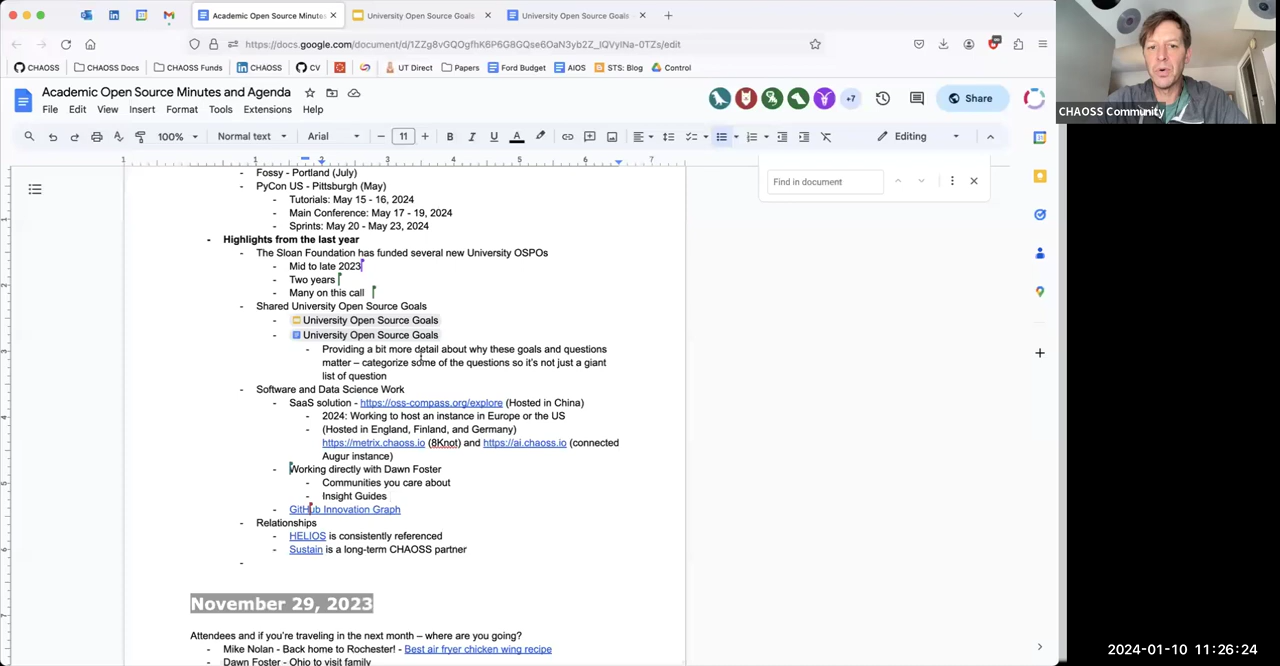 Academic Open Source Minutes
University Open Source Goals
University Open Source Goals
https://docs.google.com/document/d/1ZZg8vGQOgfhK6P6G8GQse6OaN3yb2Z_IQVyINa-0TZs/edit
CHAOSS
CHAOSS Docs
CHAOSS Funds
CHAOSS
CV
UT Direct
Papers
Ford Budget
AIOS
STS: Blog
Control
Academic Open Source Minutes and Agenda
File Edit View Insert Format Tools Extensions Help
+7
Share
100%
Normal text
Arial
11
Editing
Find in document
1 1 2 3 4 5 6 7
Fossy - Portland (July)
- PyCon US - Pittsburgh (May)
- Tutorials: May 15 - 16, 2024
- Main Conference: May 17 - 19, 2024
- Sprints: May 20 - May 23, 2024
- Highlights from the last year
- The Sloan Foundation has funded several new University OSPOs
- Mid to late 2023
- Two years
- Many on this call
- Shared University Open Source Goals
- University Open Source Goals
- University Open Source Goals
- Providing a bit more detail about why these goals and questions
matter – categorize some of the questions so it's not just a giant
list of question
- Software and Data Science Work
- SaaS solution - https://oss-compass.org/explore (Hosted in China)
- 2024: Working to host an instance in Europe or the US
- (Hosted in England, Finland, and Germany)
https://metrix.chaoss.io (8Knot) and https://ai.chaoss.io (connected
Augur instance)
- Working directly with Dawn Foster
- Communities you care about
- Insight Guides
- GitHub Innovation Graph
- Relationships
- HELIOS is consistently referenced
- Sustain is a long-term CHAOSS partner
-
November 29, 2023
Attendees and if you're traveling in the next month – where are you going?
- Mike Nolan - Back home to Rochester! - Best air fryer chicken wing recipe
- Dawn Foster - Ohio to visit family
CHAOSS Community
2024-01-10 11:26:24